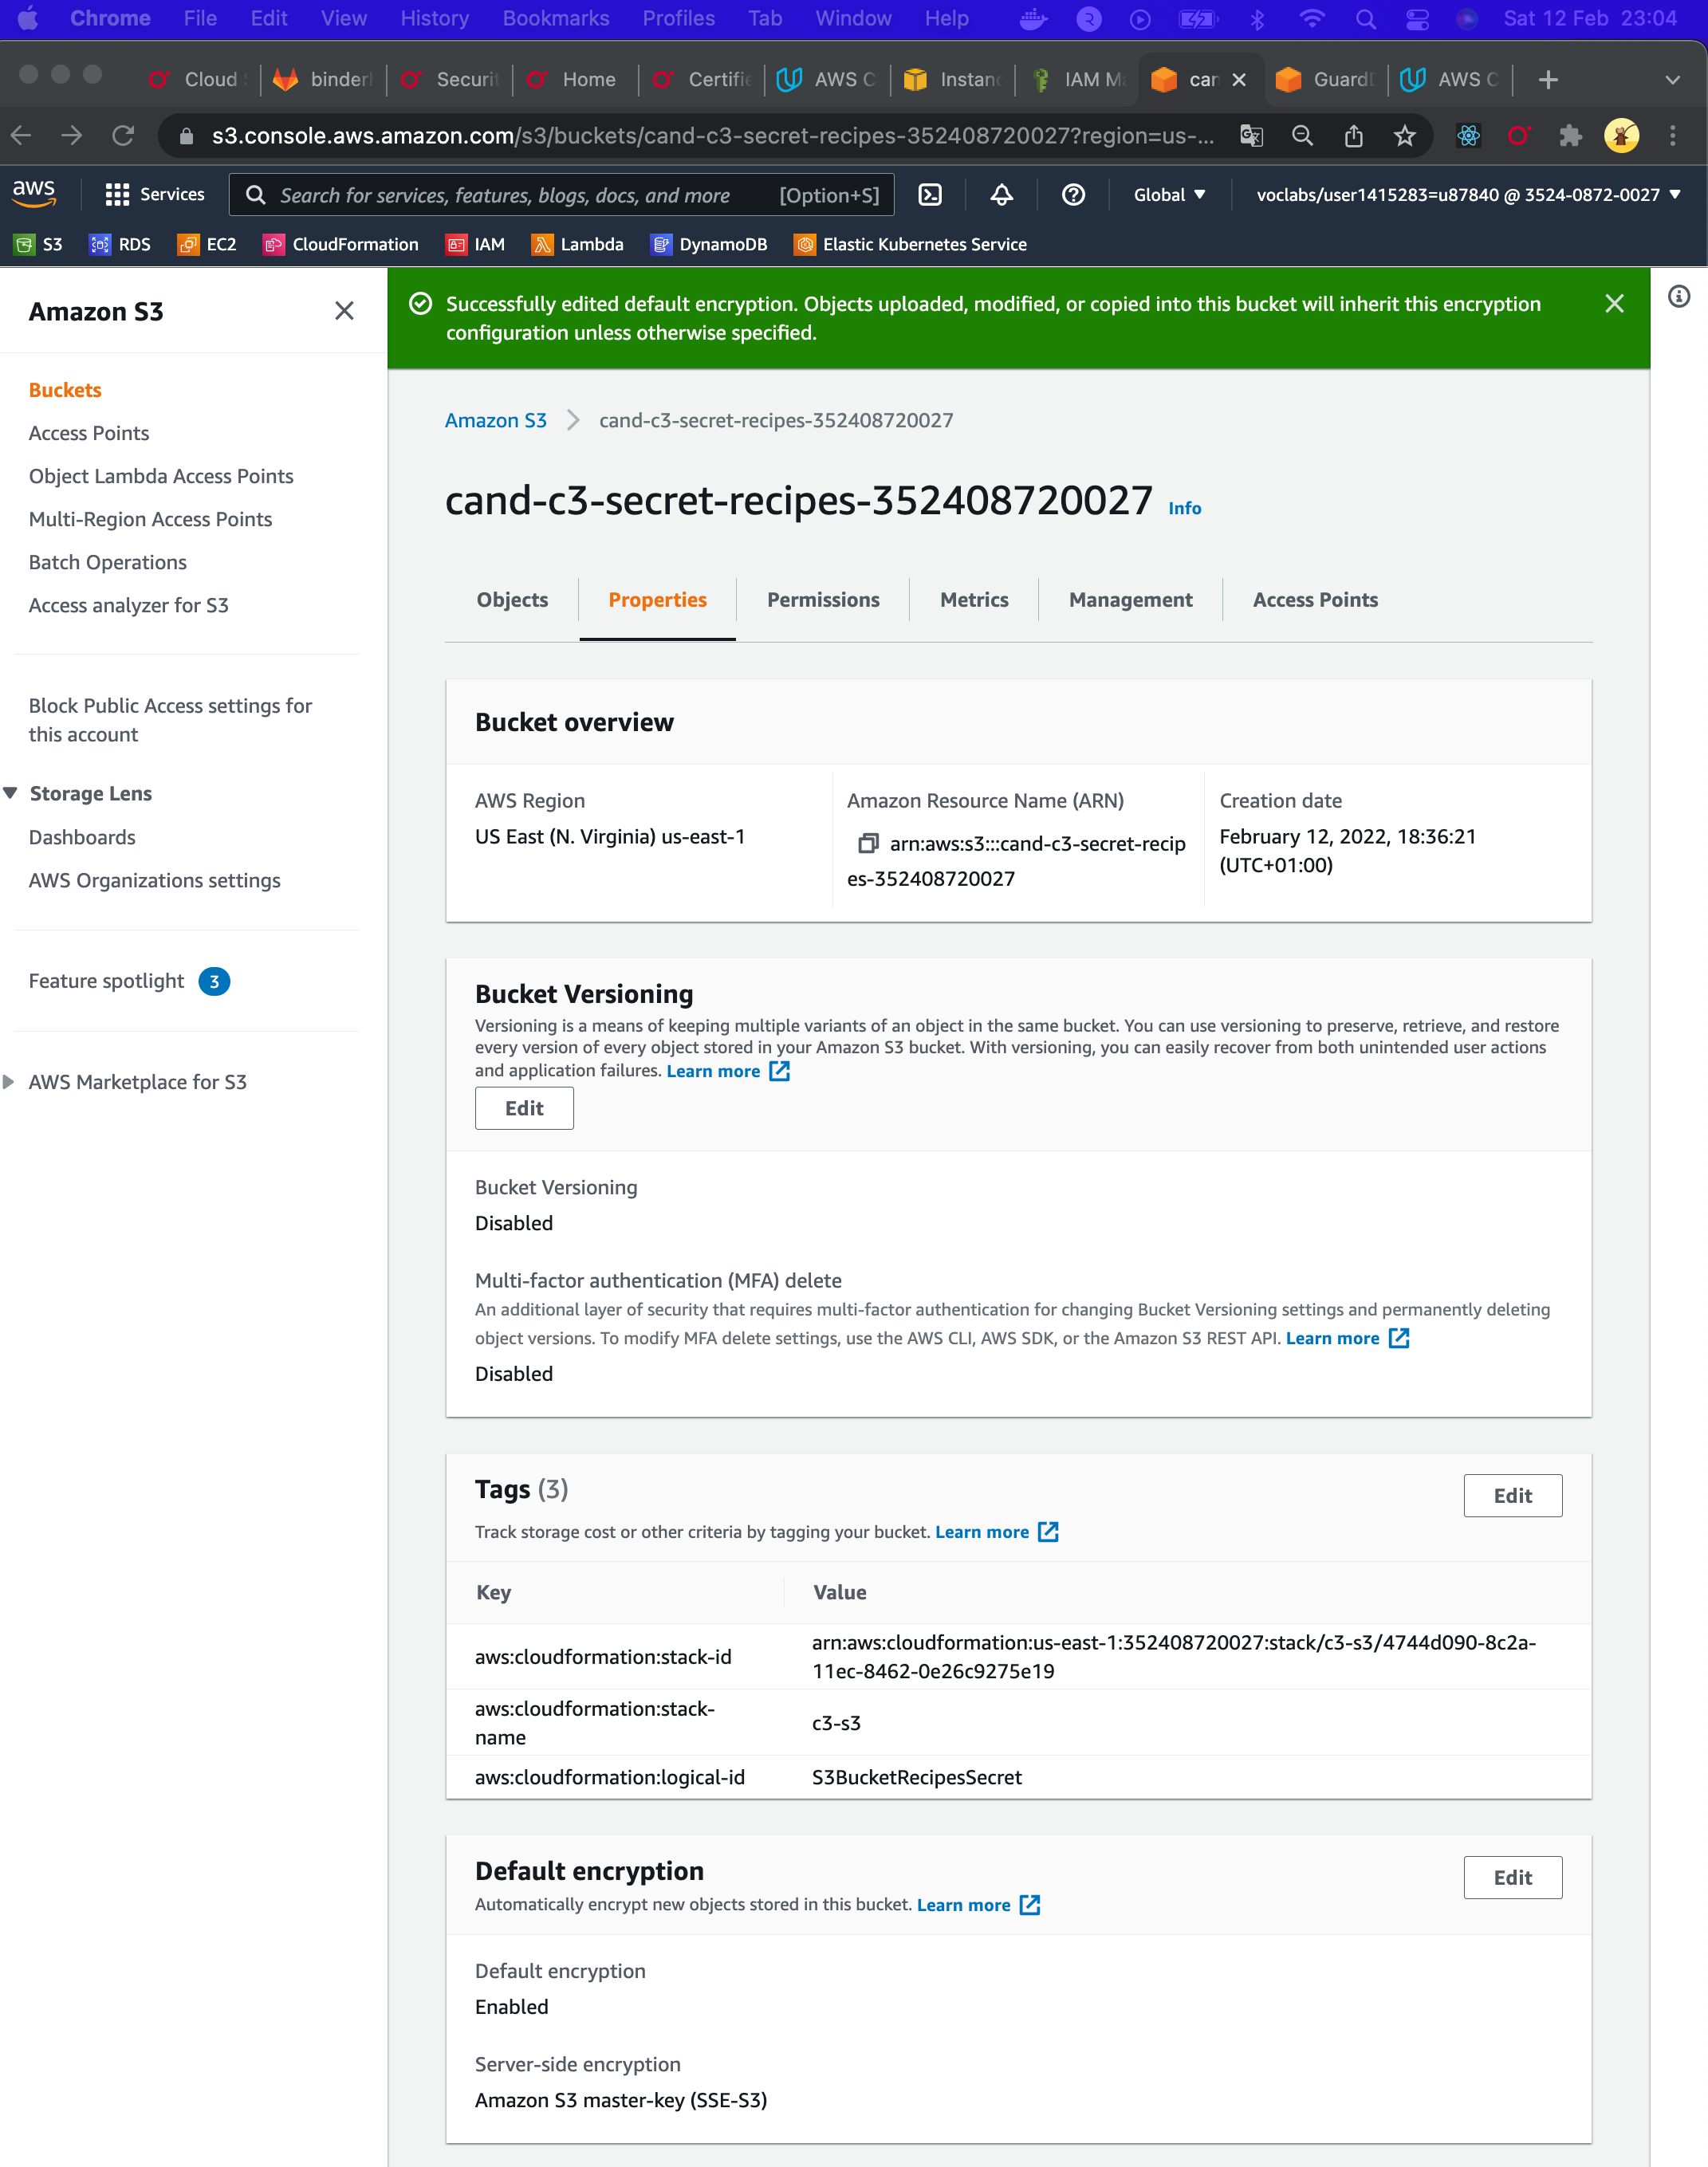 Chrome File Edit View History Bookmarks Profiles Tab Window Help Sat 12 Feb 23:04
Cloud binder Securit Home Certifie AWS C Instanc IAM M can GuardD AWS C
s3.console.aws.amazon.com/s3/buckets/cand-c3-secret-recipes-352408720027?region=us-...
aws Services Search for services, features, blogs, docs, and more [Option+S] Global voclabs/user1415283=u87840 @ 3524-0872-0027
S3 RDS EC2 CloudFormation IAM Lambda DynamoDB Elastic Kubernetes Service
Amazon S3
Buckets
Access Points
Object Lambda Access Points
Multi-Region Access Points
Batch Operations
Access analyzer for S3
Block Public Access settings for
this account
Storage Lens
Dashboards
AWS Organizations settings
Feature spotlight 3
AWS Marketplace for S3
Successfully edited default encryption. Objects uploaded, modified, or copied into this bucket will inherit this encryption
configuration unless otherwise specified.
Amazon S3 cand-c3-secret-recipes-352408720027
cand-c3-secret-recipes-352408720027 Info
Objects Properties Permissions Metrics Management Access Points
Bucket overview
AWS Region
US East (N. Virginia) us-east-1
Amazon Resource Name (ARN)
arn:aws:s3:::cand-c3-secret-recip
es-352408720027
Creation date
February 12, 2022, 18:36:21
(UTC+01:00)
Bucket Versioning
Versioning is a means of keeping multiple variants of an object in the same bucket. You can use versioning to preserve, retrieve, and restore
every version of every object stored in your Amazon S3 bucket. With versioning, you can easily recover from both unintended user actions
and application failures. Learn more
Edit
Bucket Versioning
Disabled
Multi-factor authentication (MFA) delete
An additional layer of security that requires multi-factor authentication for changing Bucket Versioning settings and permanently deleting
object versions. To modify MFA delete settings, use the AWS CLI, AWS SDK, or the Amazon S3 REST API. Learn more
Disabled
Tags (3)
Edit
Track storage cost or other criteria by tagging your bucket. Learn more
Key Value
aws:cloudformation:stack-id
arn:aws:cloudformation:us-east-1:352408720027:stack/c3-s3/4744d090-8c2a-
11ec-8462-0e26c9275e19
aws:cloudformation:stack-
name
c3-s3
aws:cloudformation:logical-id S3BucketRecipesSecret
Default encryption
Edit
Automatically encrypt new objects stored in this bucket. Learn more
Default encryption
Enabled
Server-side encryption
Amazon S3 master-key (SSE-S3)